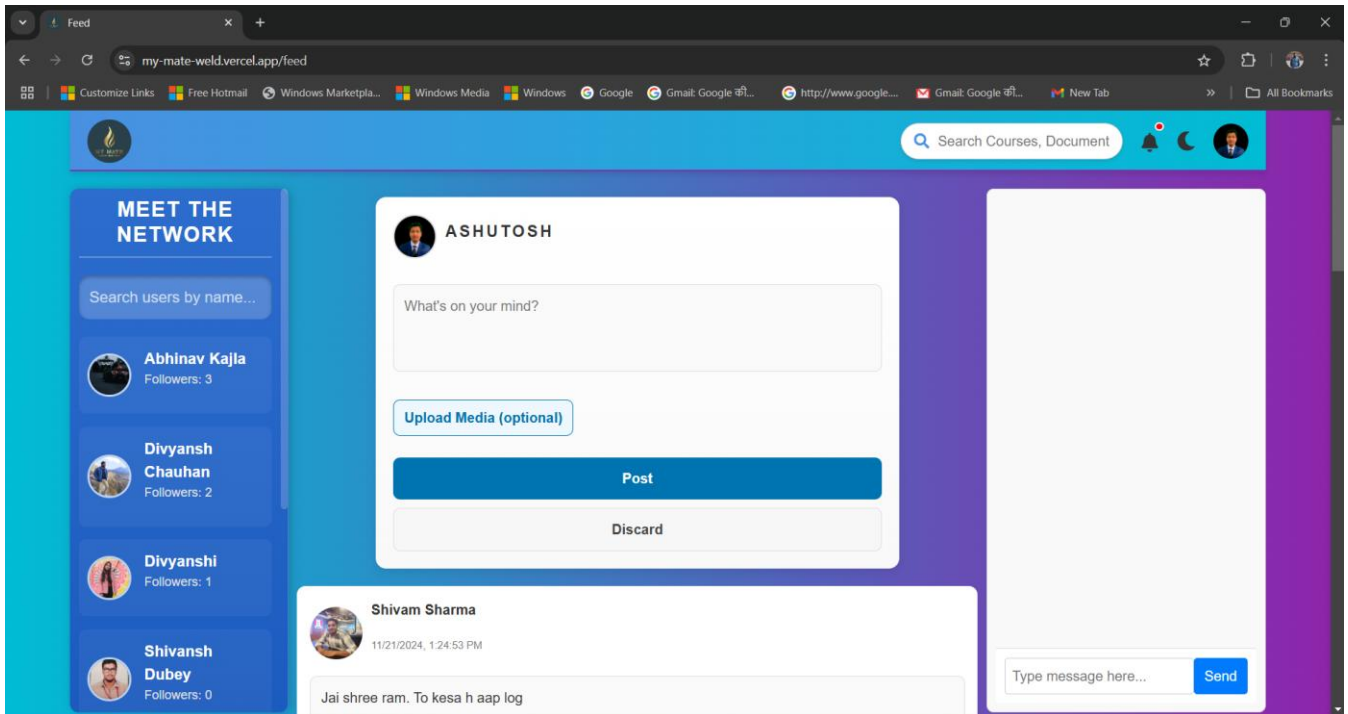 Feed
my-mate-weld.vercel.app/feed
Customize Links
Free Hotmail
Windows Marketpla...
Windows Media
Windows
Google
Gmail: Google की...
http://www.google....
Gmail: Google की...
New Tab
All Bookmarks
MY MATE
Search Courses, Document
MEET THE
NETWORK
Search users by name...
Abhinav Kajla
Followers: 3
Divyansh
Chauhan
Followers: 2
Divyanshi
Followers: 1
Shivansh
Dubey
Followers: 0
ASHUTOSH
What's on your mind?
Upload Media (optional)
Post
Discard
Shivam Sharma
11/21/2024, 1:24:53 PM
Jai shree ram. To kesa h aap log
Type message here...
Send